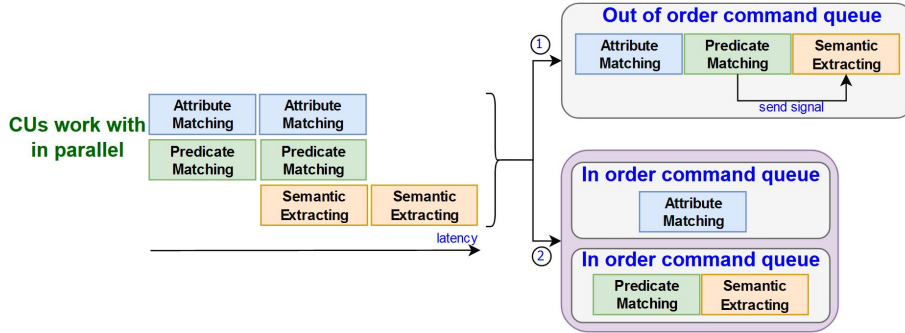 CUs work with
in parallel
Attribute
Matching
Attribute
Matching
Predicate
Matching
Predicate
Matching
Semantic
Extracting
Semantic
Extracting
latency
1
Out of order command queue
Attribute
Matching
Predicate
Matching
Semantic
Extracting
send signal
2
In order command queue
Attribute
Matching
In order command queue
Predicate
Matching
Semantic
Extracting